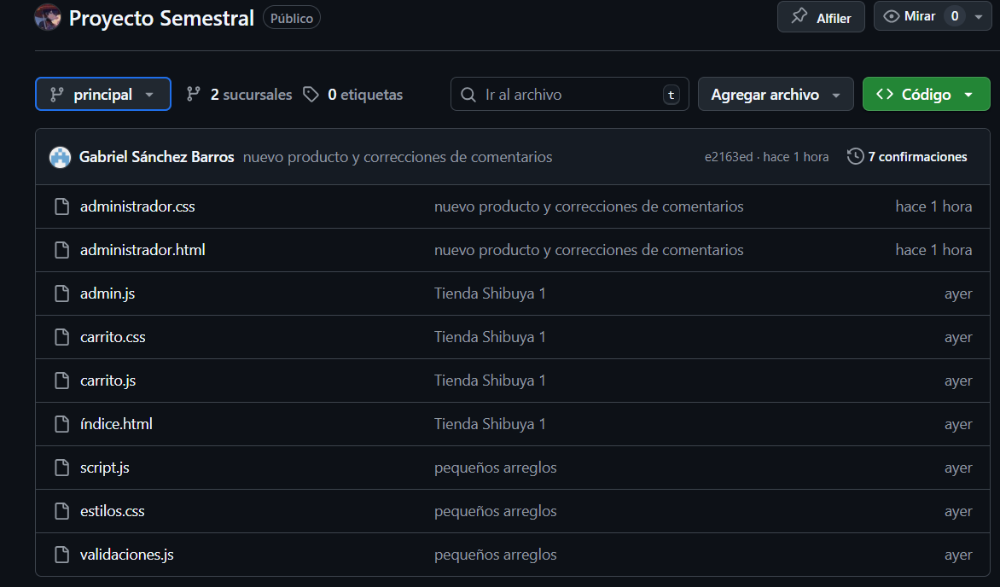 Proyecto Semestral Público Alfiler Mirar 0
principal 2 sucursales 0 etiquetas Ir al archivo t Agregar archivo Código
Gabriel Sánchez Barros nuevo producto y correcciones de comentarios e2163ed · hace 1 hora 7 confirmaciones
administrador.css nuevo producto y correcciones de comentarios hace 1 hora
administrador.html nuevo producto y correcciones de comentarios hace 1 hora
admin.js Tienda Shibuya 1 ayer
carrito.css Tienda Shibuya 1 ayer
carrito.js Tienda Shibuya 1 ayer
índice.html Tienda Shibuya 1 ayer
script.js pequeños arreglos ayer
estilos.css pequeños arreglos ayer
validaciones.js pequeños arreglos ayer